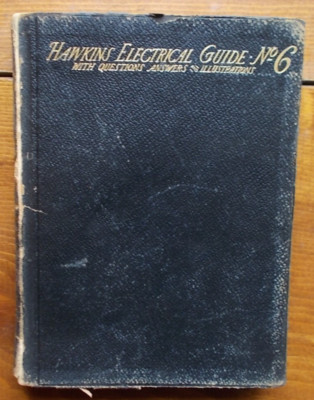 HAWKINS ELECTRICAL GUIDE · No 6
WITH QUESTIONS ANSWERS & ILLUSTRATIONS